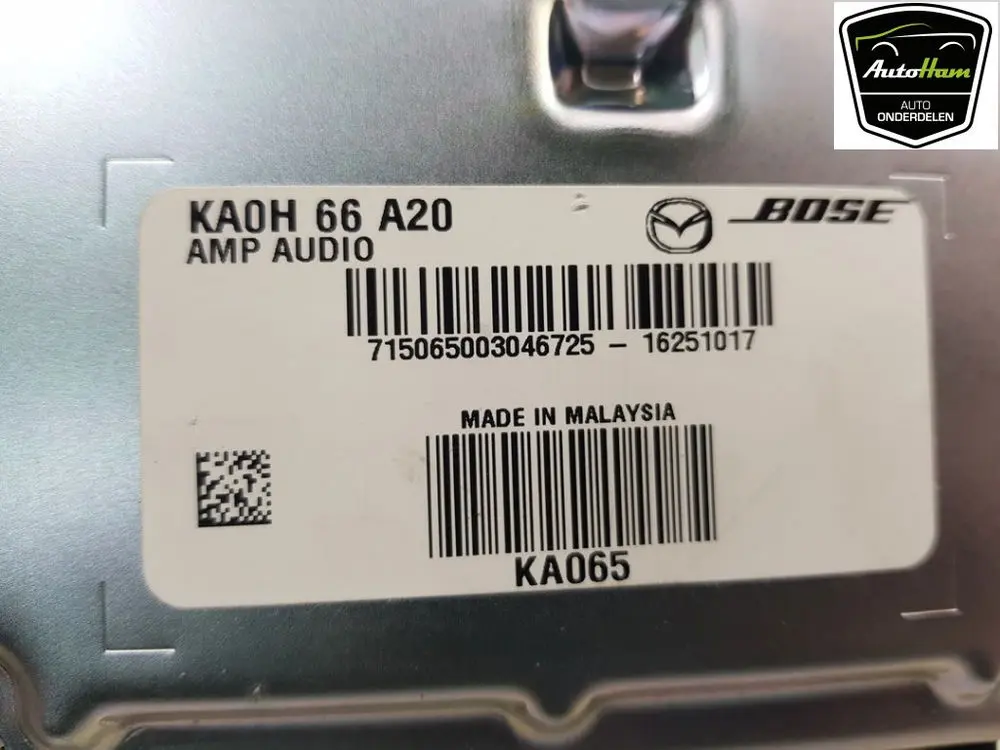 AutoHam
AUTO
ONDERDELEN
KA0H 66 A20
BOSE
AMP AUDIO
715065003046725 - 16251017
MADE IN MALAYSIA
KA065